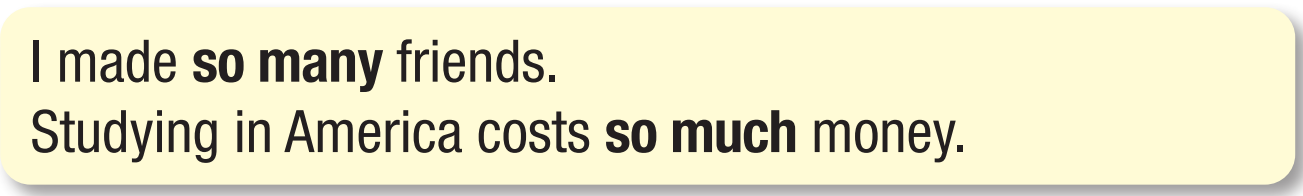 I made so many friends.
Studying in America costs so much money.